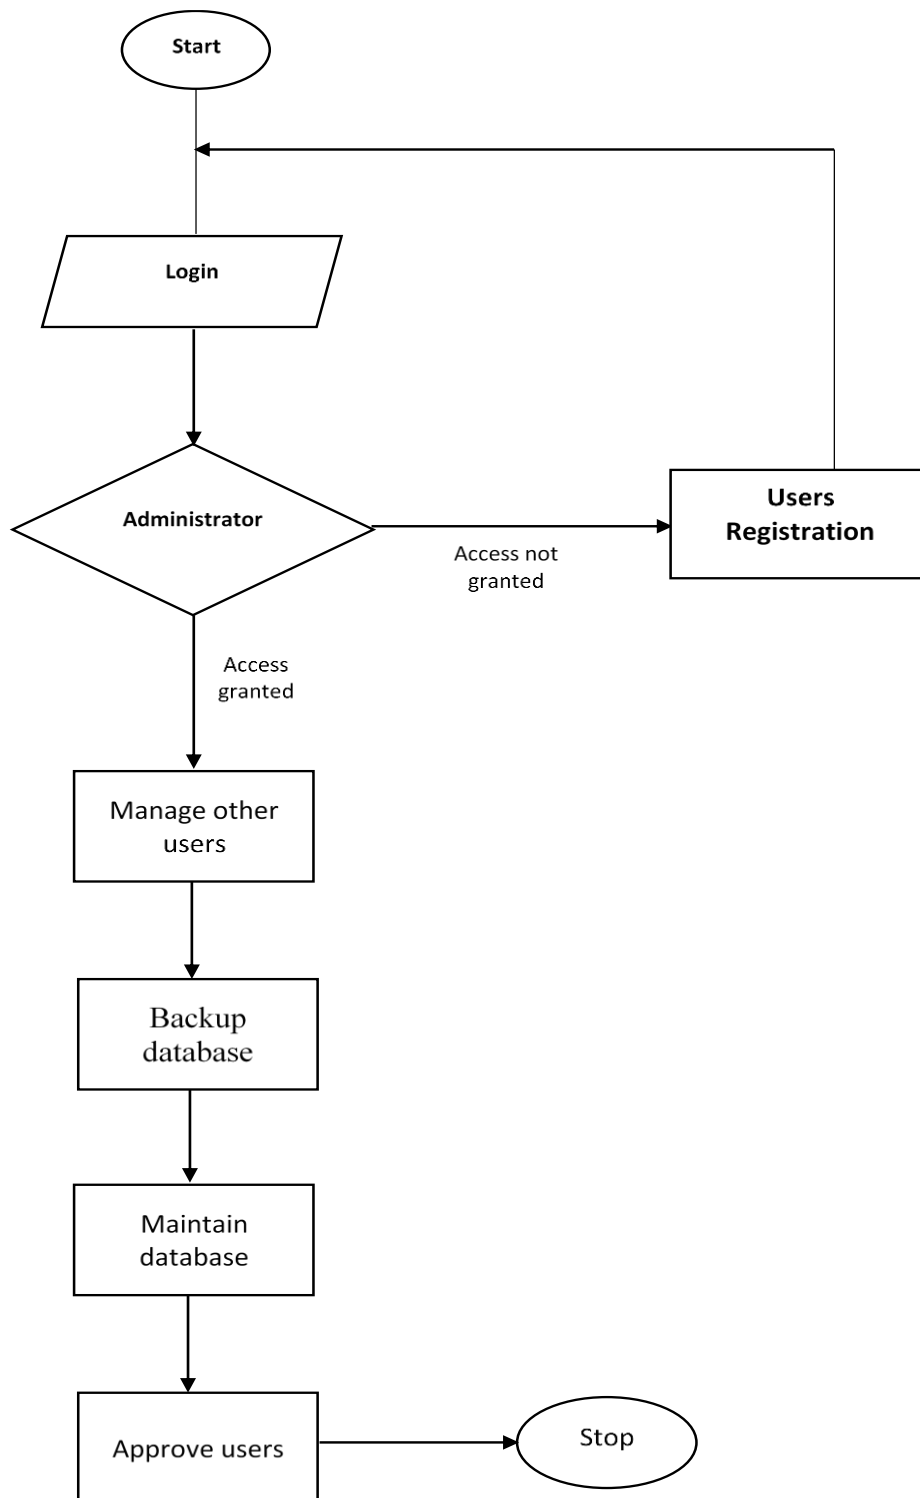 Start
Login
Administrator
Users
Registration
Access not
granted
Access
granted
Manage other
users
Backup
database
Maintain
database
Approve users
Stop